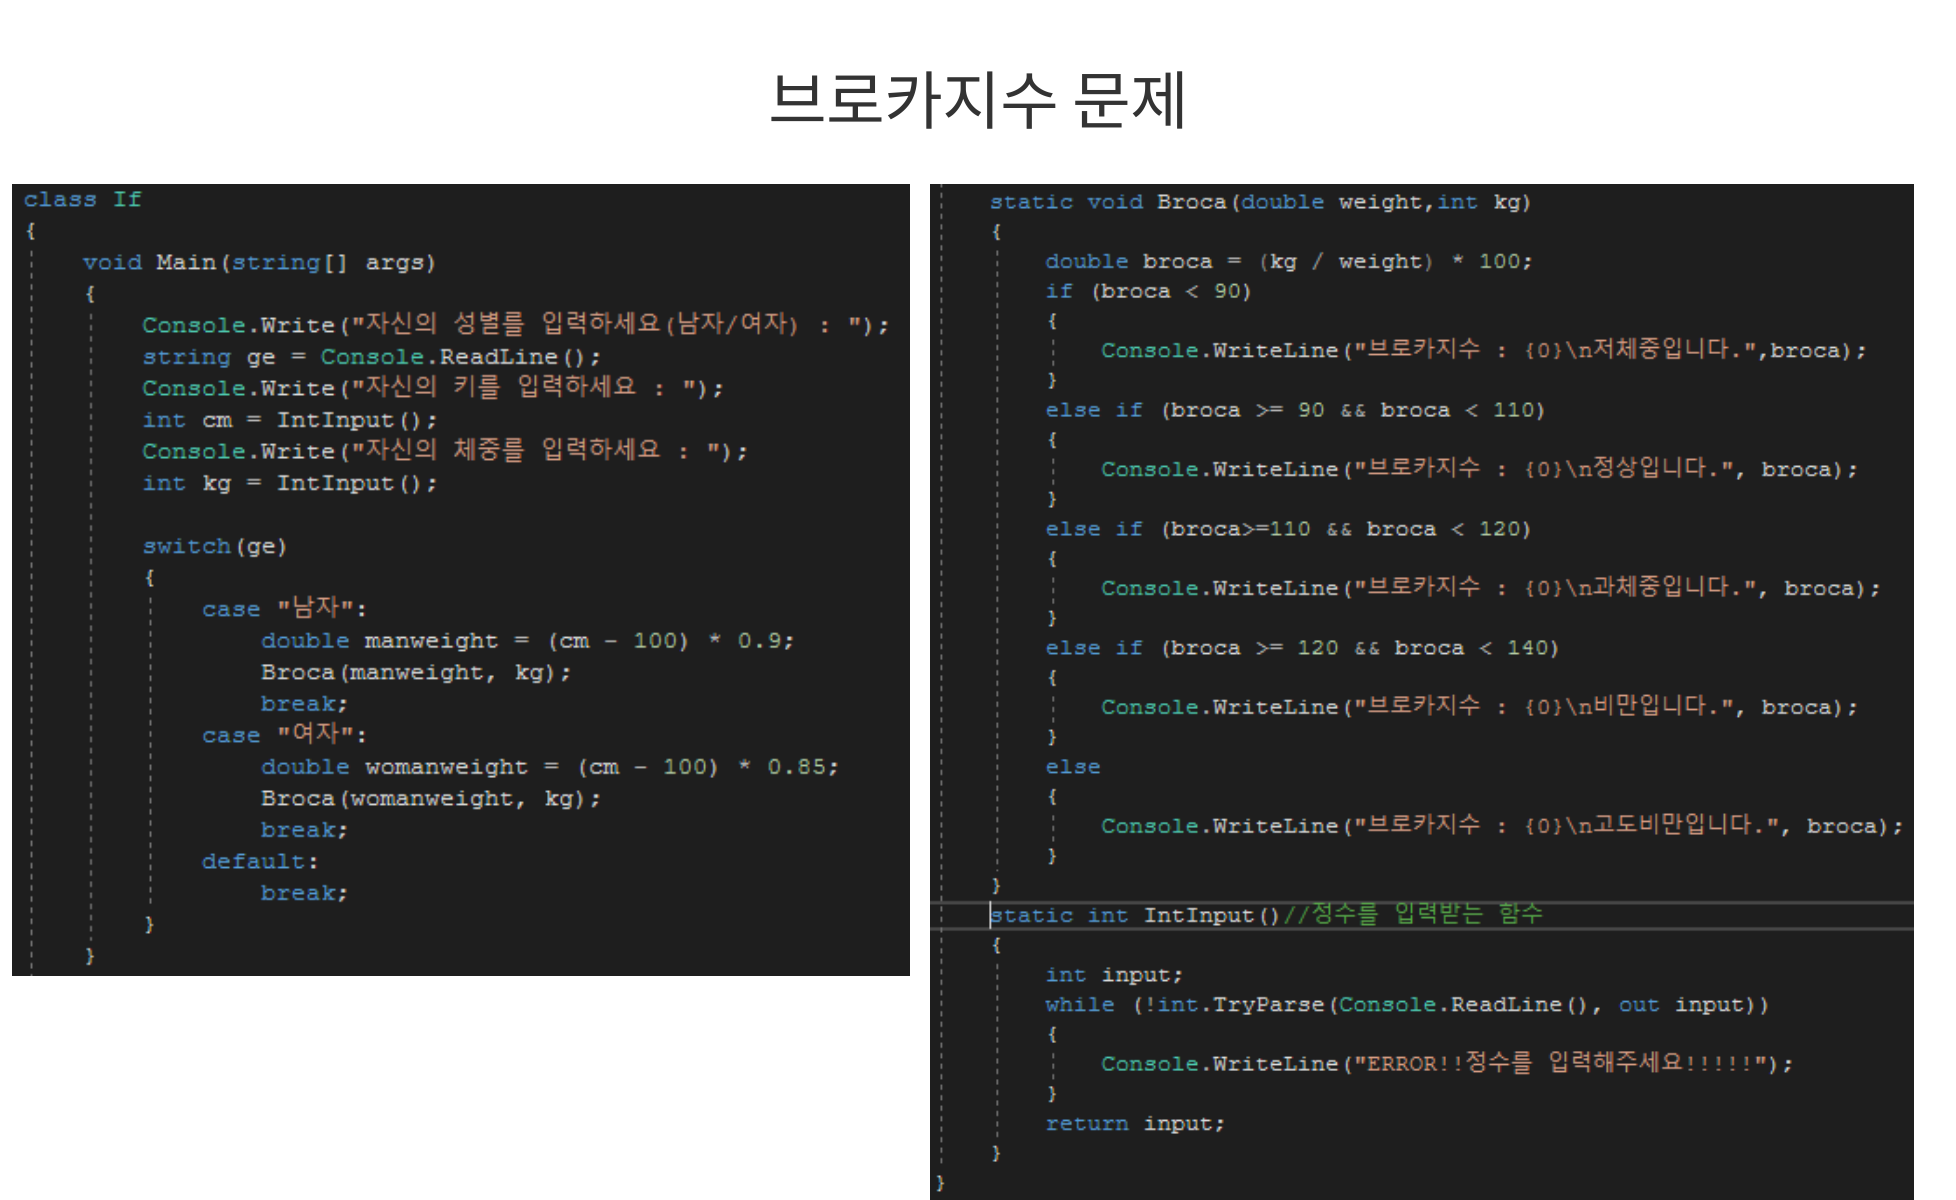 브로카지수 문제
class If
{
void Main(string[] args)
{
Console.Write("자신의 성별를 입력하세요(남자/여자) : ");
string ge = Console.ReadLine();
Console.Write("자신의 키를 입력하세요 : ");
int cm = IntInput();
Console.Write("자신의 체중를 입력하세요 : ");
int kg = IntInput();
switch(ge)
{
case "남자":
double manweight = (cm - 100) * 0.9;
Broca(manweight, kg);
break;
case "여자":
double womanweight = (cm - 100) * 0.85;
Broca(womanweight, kg);
break;
default:
break;
}
}
static void Broca(double weight,int kg)
{
double broca = (kg / weight) * 100;
if (broca < 90)
{
Console.WriteLine("브로카지수 : {0}\n저체중입니다.",broca);
}
else if (broca >= 90 && broca < 110)
{
Console.WriteLine("브로카지수 : {0}\n정상입니다.", broca);
}
else if (broca>=110 && broca < 120)
{
Console.WriteLine("브로카지수 : {0}\n과체중입니다.", broca);
}
else if (broca >= 120 && broca < 140)
{
Console.WriteLine("브로카지수 : {0}\n비만입니다.", broca);
}
else
{
Console.WriteLine("브로카지수 : {0}\n고도비만입니다.", broca);
}
}
static int IntInput()//정수를 입력받는 함수
{
int input;
while (!int.TryParse(Console.ReadLine(), out input))
{
Console.WriteLine("ERROR!!정수를 입력해주세요!!!!!");
}
return input;
}
}